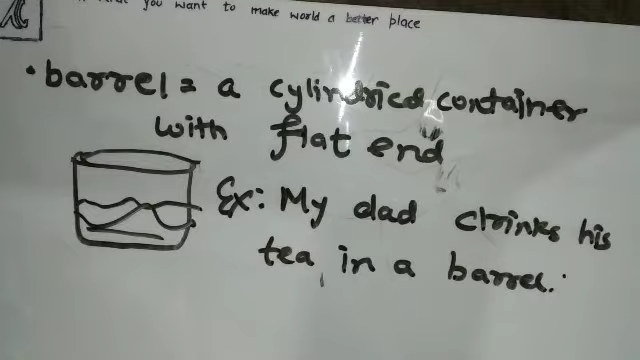 you want to make world a better place
• barrel = a cylindrical container
with flat end
Ex: My dad drinks his
tea in a barrel.